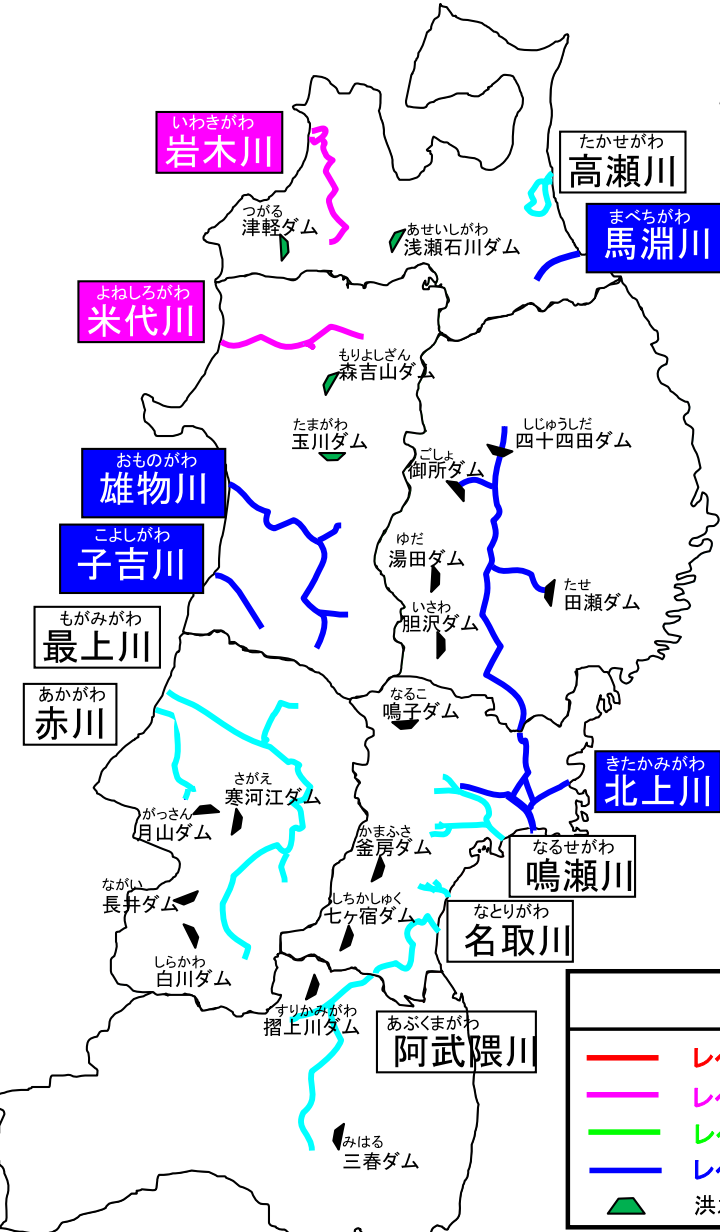 いわきがわ
岩木川
たかせがわ
高瀬川
つがる
津軽ダム
あせいしがわ
浅瀬石川ダム
まべちがわ
馬淵川
よねしろがわ
米代川
もりよしざん
森吉山ダム
たまがわ
玉川ダム
しじゅうしだ
四十四田ダム
ごしょ
御所ダム
おものがわ
雄物川
こよしがわ
子吉川
ゆだ
湯田ダム
たせ
田瀬ダム
いさわ
胆沢ダム
もがみがわ
最上川
あかがわ
赤川
なるこ
鳴子ダム
きたかみがわ
北上川
さがえ
寒河江ダム
がっさん
月山ダム
かまふさ
釜房ダム
なるせがわ
鳴瀬川
ながい
長井ダム
しちかしゅく
七ヶ宿ダム
なとりがわ
名取川
しらかわ
白川ダム
すりかみがわ
摺上川ダム
あぶくまがわ
阿武隈川
みはる
三春ダム
レ
レ
レ
レ
洪